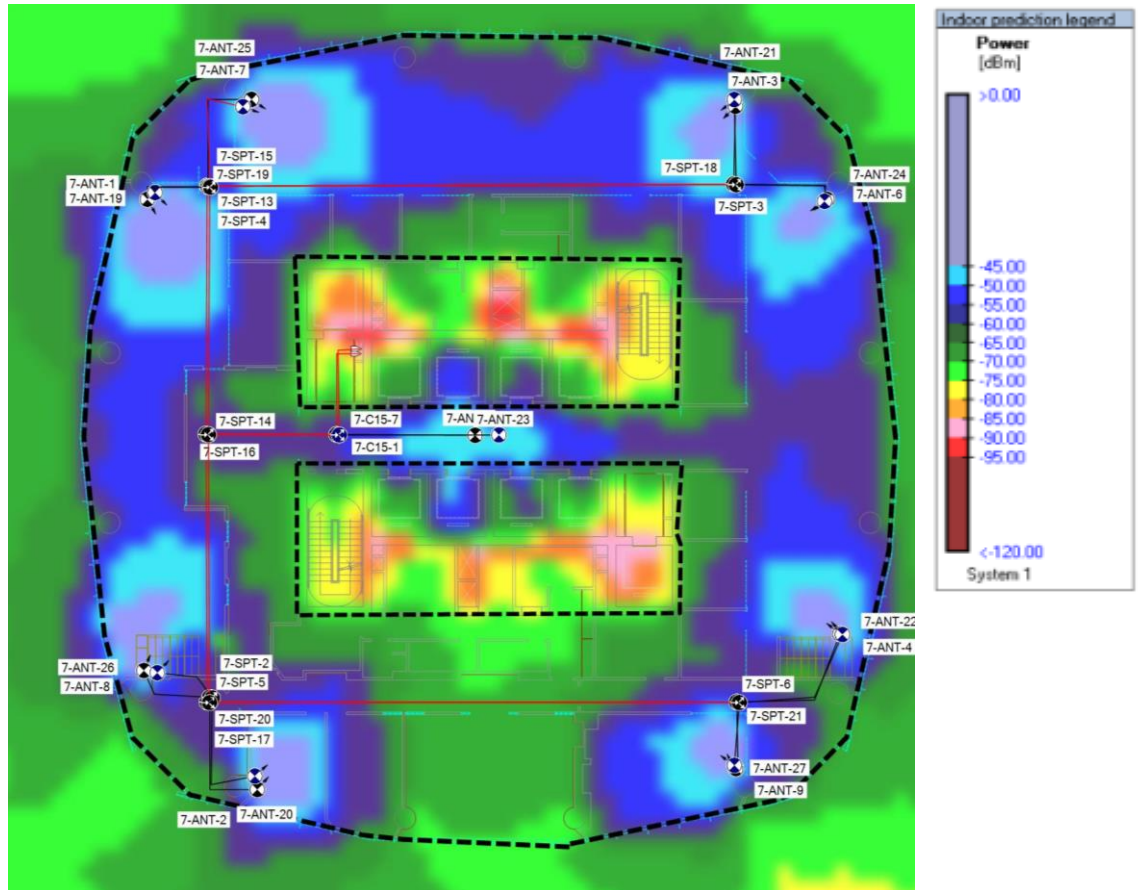 Indoor prediction legend
Power
[dBm]
>0.00
-45.00
-50.00
-55.00
-60.00
-65.00
-70.00
-75.00
-80.00
-85.00
-90.00
-95.00
<-120.00
System 1
7-ANT-25
7-ANT-7
7-ANT-21
7-ANT-3
7-SPT-15
7-SPT-19
7-SPT-13
7-SPT-4
7-ANT-1
7-ANT-19
7-SPT-18
7-SPT-3
7-ANT-24
7-ANT-6
7-SPT-14
7-SPT-16
7-C15-7
7-C15-1
7-AN
7-ANT-23
7-ANT-22
7-ANT-4
7-ANT-26
7-ANT-8
7-SPT-2
7-SPT-5
7-SPT-20
7-SPT-17
7-SPT-6
7-SPT-21
7-ANT-27
7-ANT-9
7-ANT-2
7-ANT-20